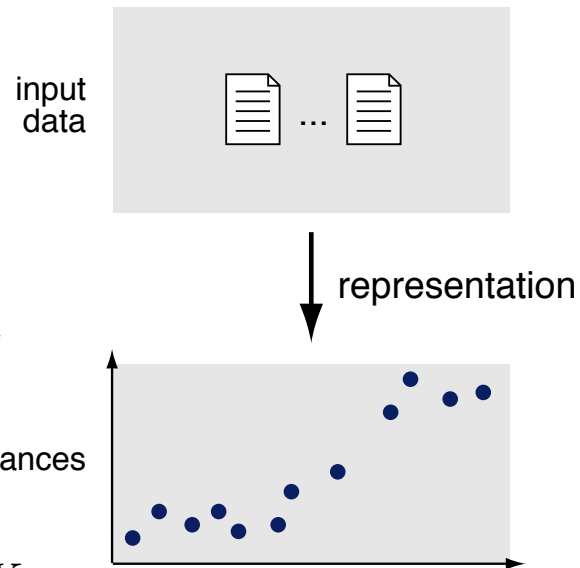 input
data
...
representation
ances